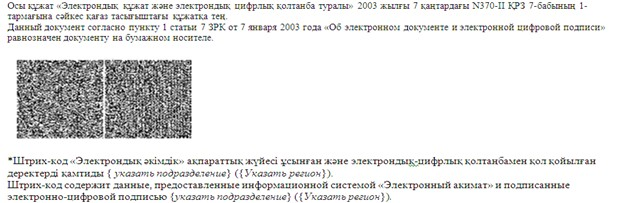 Осы құжат «Электрондық құжат және электрондық цифрлық қолтаңба туралы» 2003 жылғы 7 қаңтардағы N370-II ҚРЗ 7-бабының 1-
тармағына сәйкес қағаз тасығыштағы құжатқа тең.
Данный документ согласно пункту 1 статьи 7 ЗРК от 7 января 2003 года «Об электронном документе и электронной цифровой подписи»
равнозначен документу на бумажном носителе.
*Штрих-код «Электрондық әкімдік» ақпараттық жүйесі ұсынған және электрондық-цифрлық қолтаңбамен қол қойылған
деректерді қамтиды { указать подразделение} ({Указать регион}).
Штрих-код содержит данные, предоставленные информационной системой «Электронный акимат» и подписанные
электронно-цифровой подписью {указать подразделение} ({Указать регион}).